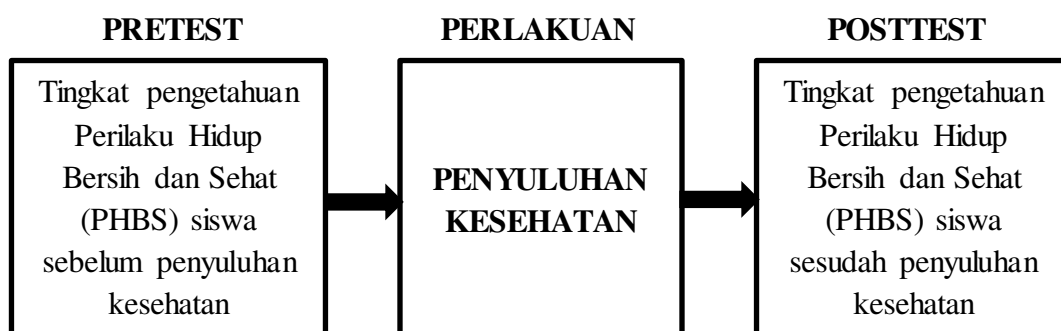 PRETEST
Tingkat pengetahuan
Perilaku Hidup
Bersih dan Sehat
(PHBS) siswa
sebelum penyuluhan
kesehatan
PERLAKUAN
PENYULUHAN
KESEHATAN
POSTTEST
Tingkat pengetahuan
Perilaku Hidup
Bersih dan Sehat
(PHBS) siswa
sesudah penyuluhan
kesehatan